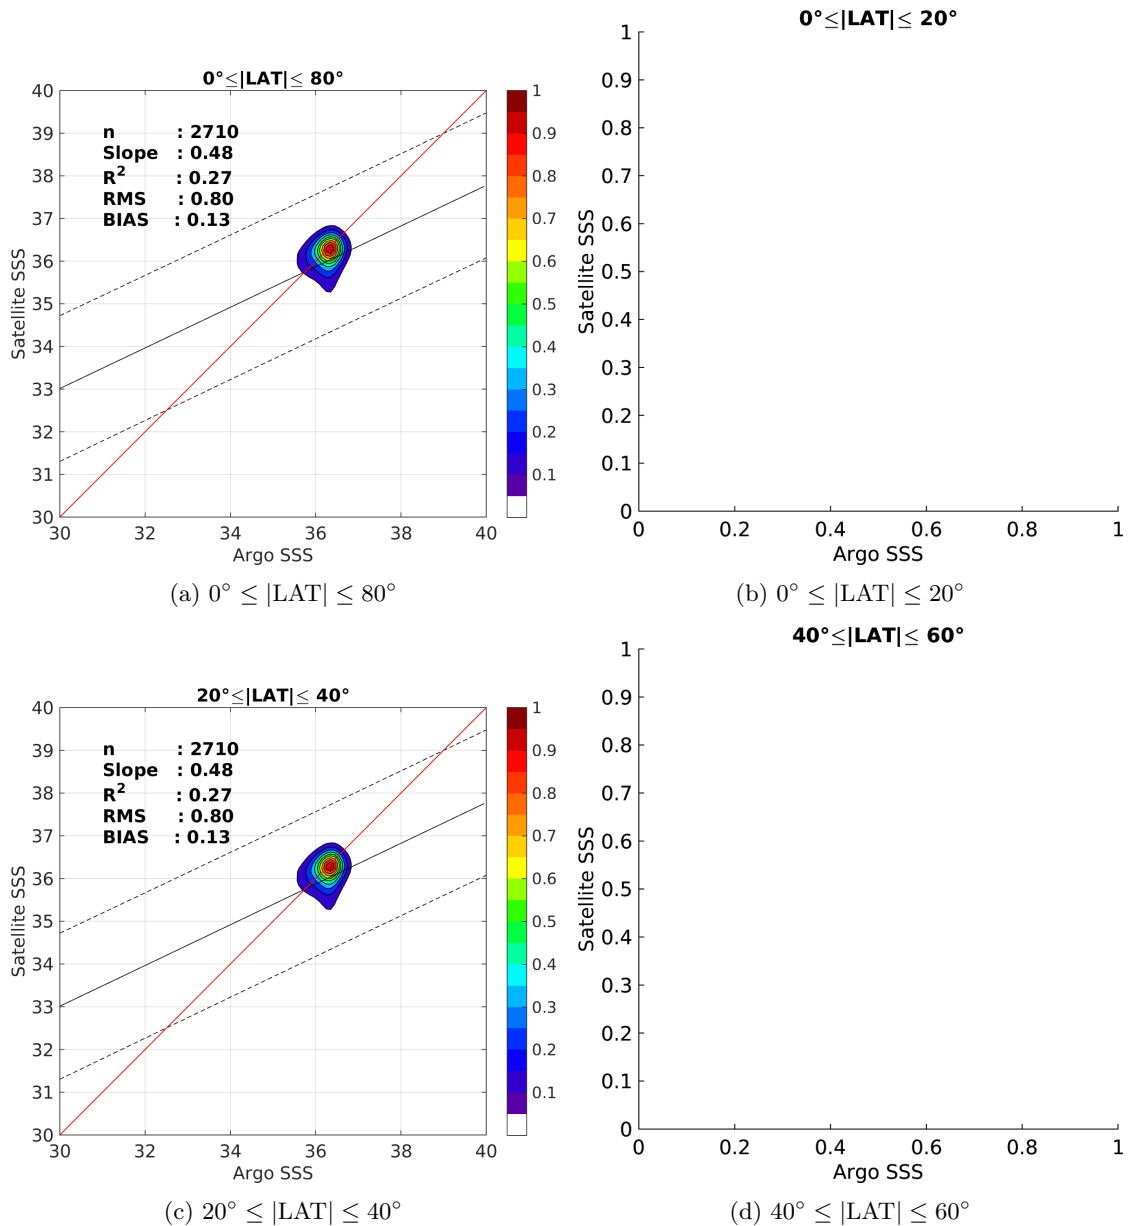 0°≤|LAT|≤ 80°
40
39
38
37
36
35
34
33
32
31
30
30 32 34 36 38 40
Satellite SSS
Argo SSS
n : 2710
Slope : 0.48
R² : 0.27
RMS : 0.80
BIAS : 0.13
1
0.9
0.8
0.7
0.6
0.5
0.4
0.3
0.2
0.1
(a) 0° ≤ |LAT| ≤ 80°
0°≤|LAT|≤ 20°
1
0.9
0.8
0.7
0.6
0.5
0.4
0.3
0.2
0.1
0
0 0.2 0.4 0.6 0.8 1
Satellite SSS
Argo SSS
(b) 0° ≤ |LAT| ≤ 20°
20°≤|LAT|≤ 40°
40
39
38
37
36
35
34
33
32
31
30
30 32 34 36 38 40
Satellite SSS
Argo SSS
n : 2710
Slope : 0.48
R² : 0.27
RMS : 0.80
BIAS : 0.13
1
0.9
0.8
0.7
0.6
0.5
0.4
0.3
0.2
0.1
(c) 20° ≤ |LAT| ≤ 40°
40°≤|LAT|≤ 60°
1
0.9
0.8
0.7
0.6
0.5
0.4
0.3
0.2
0.1
0
0 0.2 0.4 0.6 0.8 1
Satellite SSS
Argo SSS
(d) 40° ≤ |LAT| ≤ 60°